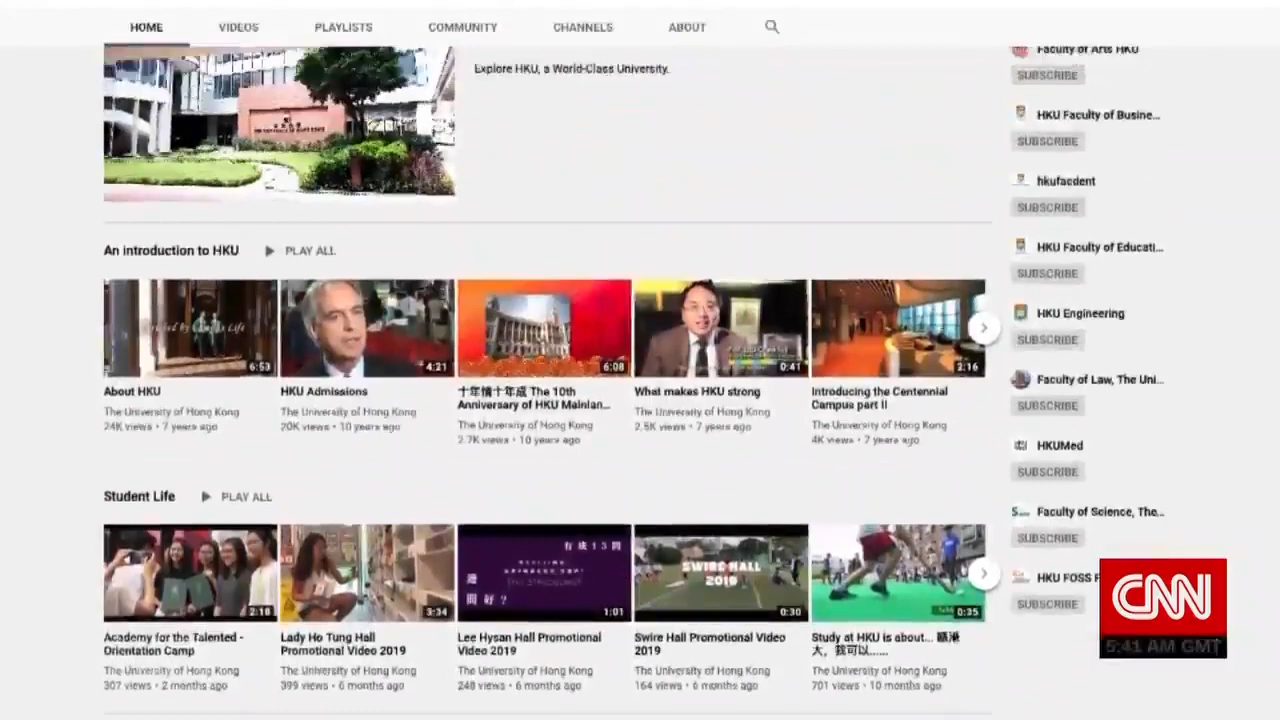 HOME
VIDEOS
PLAYLISTS
COMMUNITY
CHANNELS
ABOUT
Explore HKU, a World-Class University.
Faculty of Arts HKU
SUBSCRIBE
HKU Faculty of Busine...
SUBSCRIBE
hkufacdent
SUBSCRIBE
HKU Faculty of Educati...
SUBSCRIBE
HKU Engineering
SUBSCRIBE
Faculty of Law, The Uni...
SUBSCRIBE
HKUMed
SUBSCRIBE
Faculty of Science, The...
SUBSCRIBE
HKU FOSS F
SUBSCRIBE
An introduction to HKU
PLAY ALL
6:53
4:21
6:08
0:41
2:16
About HKU
The University of Hong Kong
24K views • 7 years ago
HKU Admissions
The University of Hong Kong
20K views • 10 years ago
十年情十年成 The 10th
Anniversary of HKU Mainlan...
The University of Hong Kong
2.7K views • 10 years ago
What makes HKU strong
The University of Hong Kong
2.5K views • 7 years ago
Introducing the Centennial
Campus part II
The University of Hong Kong
4K views • 7 years ago
Student Life
PLAY ALL
2:18
3:34
有成13問
問好?
1:01
SWIRE HALL
2019
0:30
0:35
Academy for the Talented -
Orientation Camp
The University of Hong Kong
307 views • 2 months ago
Lady Ho Tung Hall
Promotional Video 2019
The University of Hong Kong
399 views • 6 months ago
Lee Hysan Hall Promotional
Video 2019
The University of Hong Kong
248 views • 6 months ago
Swire Hall Promotional Video
2019
The University of Hong Kong
164 views • 6 months ago
Study at HKU is about...
大，我可以......
The University of Hong Kong
701 views • 10 months ago
CNN
5:41 AM GMT